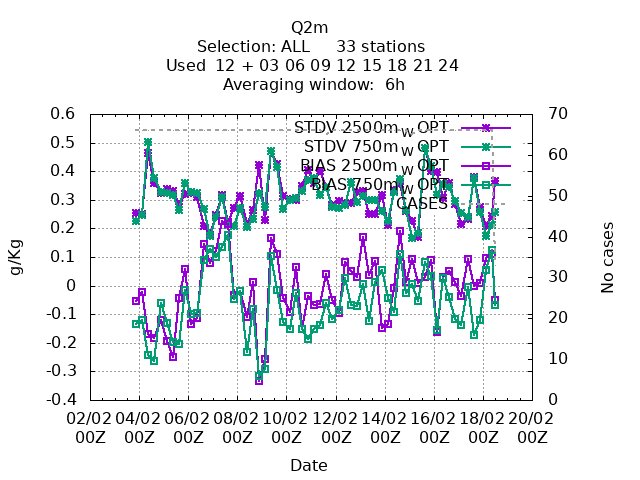 Q2m
Selection: ALL 33 stations
Used 12 + 03 06 09 12 15 18 21 24
Averaging window: 6h
0.6
0.5
0.4
0.3
0.2
0.1
0
-0.1
-0.2
-0.3
-0.4
g/Kg
70
60
50
40
30
20
10
0
No cases
STDV 2500m_W_OPT
STDV 750m_W_OPT
BIAS 2500m_W_OPT
BIAS 750m_W_OPT
CASES
02/02 04/02 06/02 08/02 10/02 12/02 14/02 16/02 18/02 20/02
00Z 00Z 00Z 00Z 00Z 00Z 00Z 00Z 00Z 00Z
Date